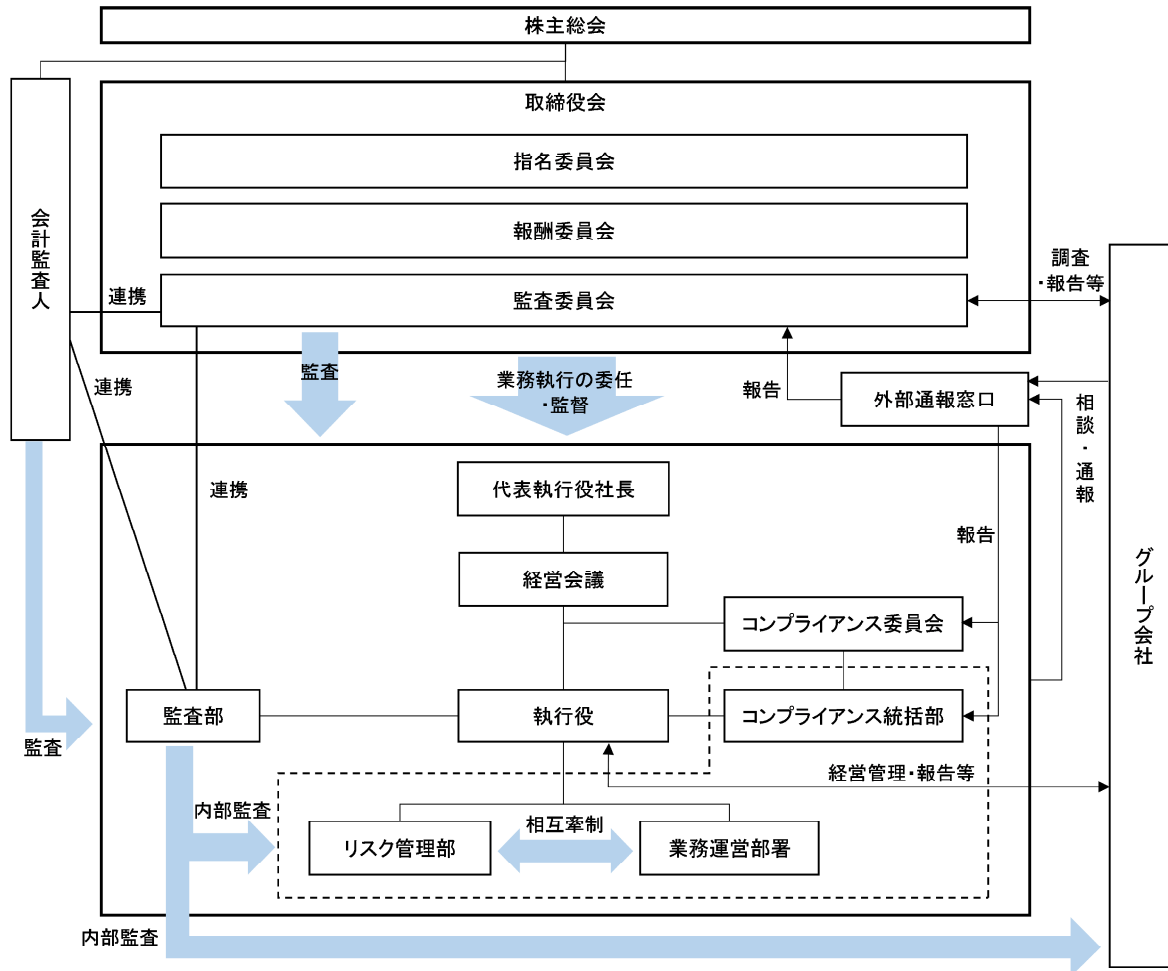 株主総会
取締役会
指名委員会
報酬委員会
監査委員会
会計監査人
連携
連携
連携
調査
・報告等
監査
業務執行の委任
・監督
報告
外部通報窓口
相談・通報
代表執行役社長
報告
経営会議
グループ会社
コンプライアンス委員会
監査部
執行役
コンプライアンス統括部
監査
経営管理・報告等
内部監査
相互牽制
リスク管理部
業務運営部署
内部監査